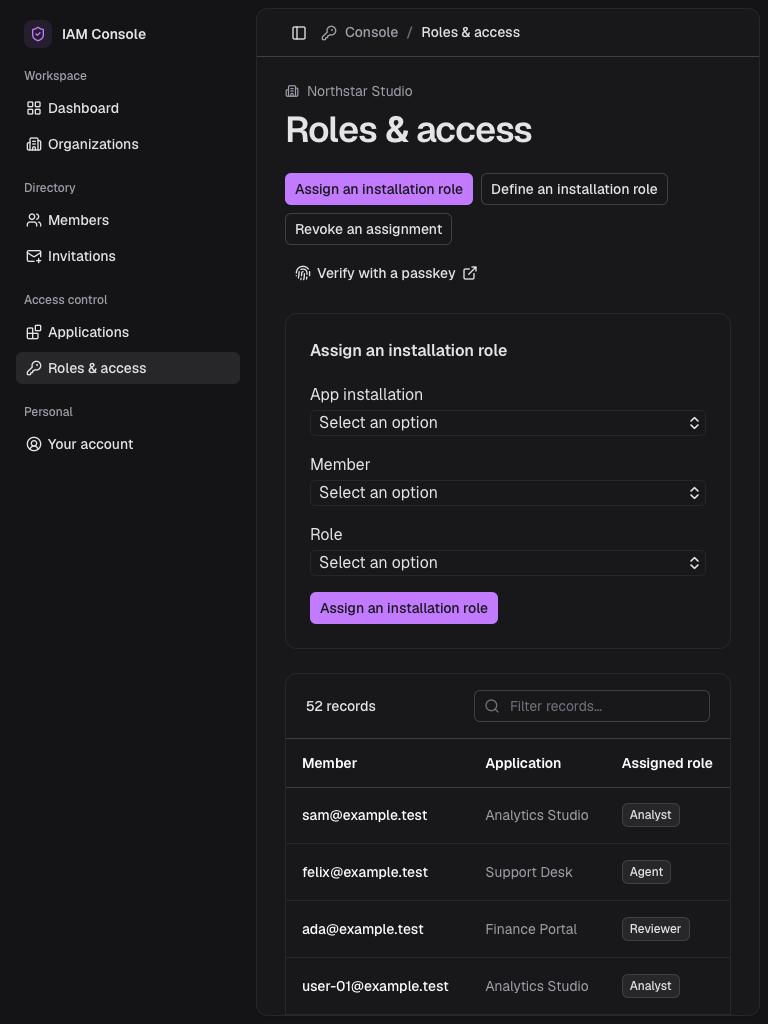 IAM Console
Workspace
Dashboard
Organizations
Directory
Members
Invitations
Access control
Applications
Roles & access
Personal
Your account
Console / Roles & access
Northstar Studio
Roles & access
Assign an installation role
Define an installation role
Revoke an assignment
Verify with a passkey
Assign an installation role
App installation
Select an option
Member
Select an option
Role
Select an option
Assign an installation role
52 records
Filter records...
Member Application Assigned role
sam@example.test Analytics Studio Analyst
felix@example.test Support Desk Agent
ada@example.test Finance Portal Reviewer
user-01@example.test Analytics Studio Analyst